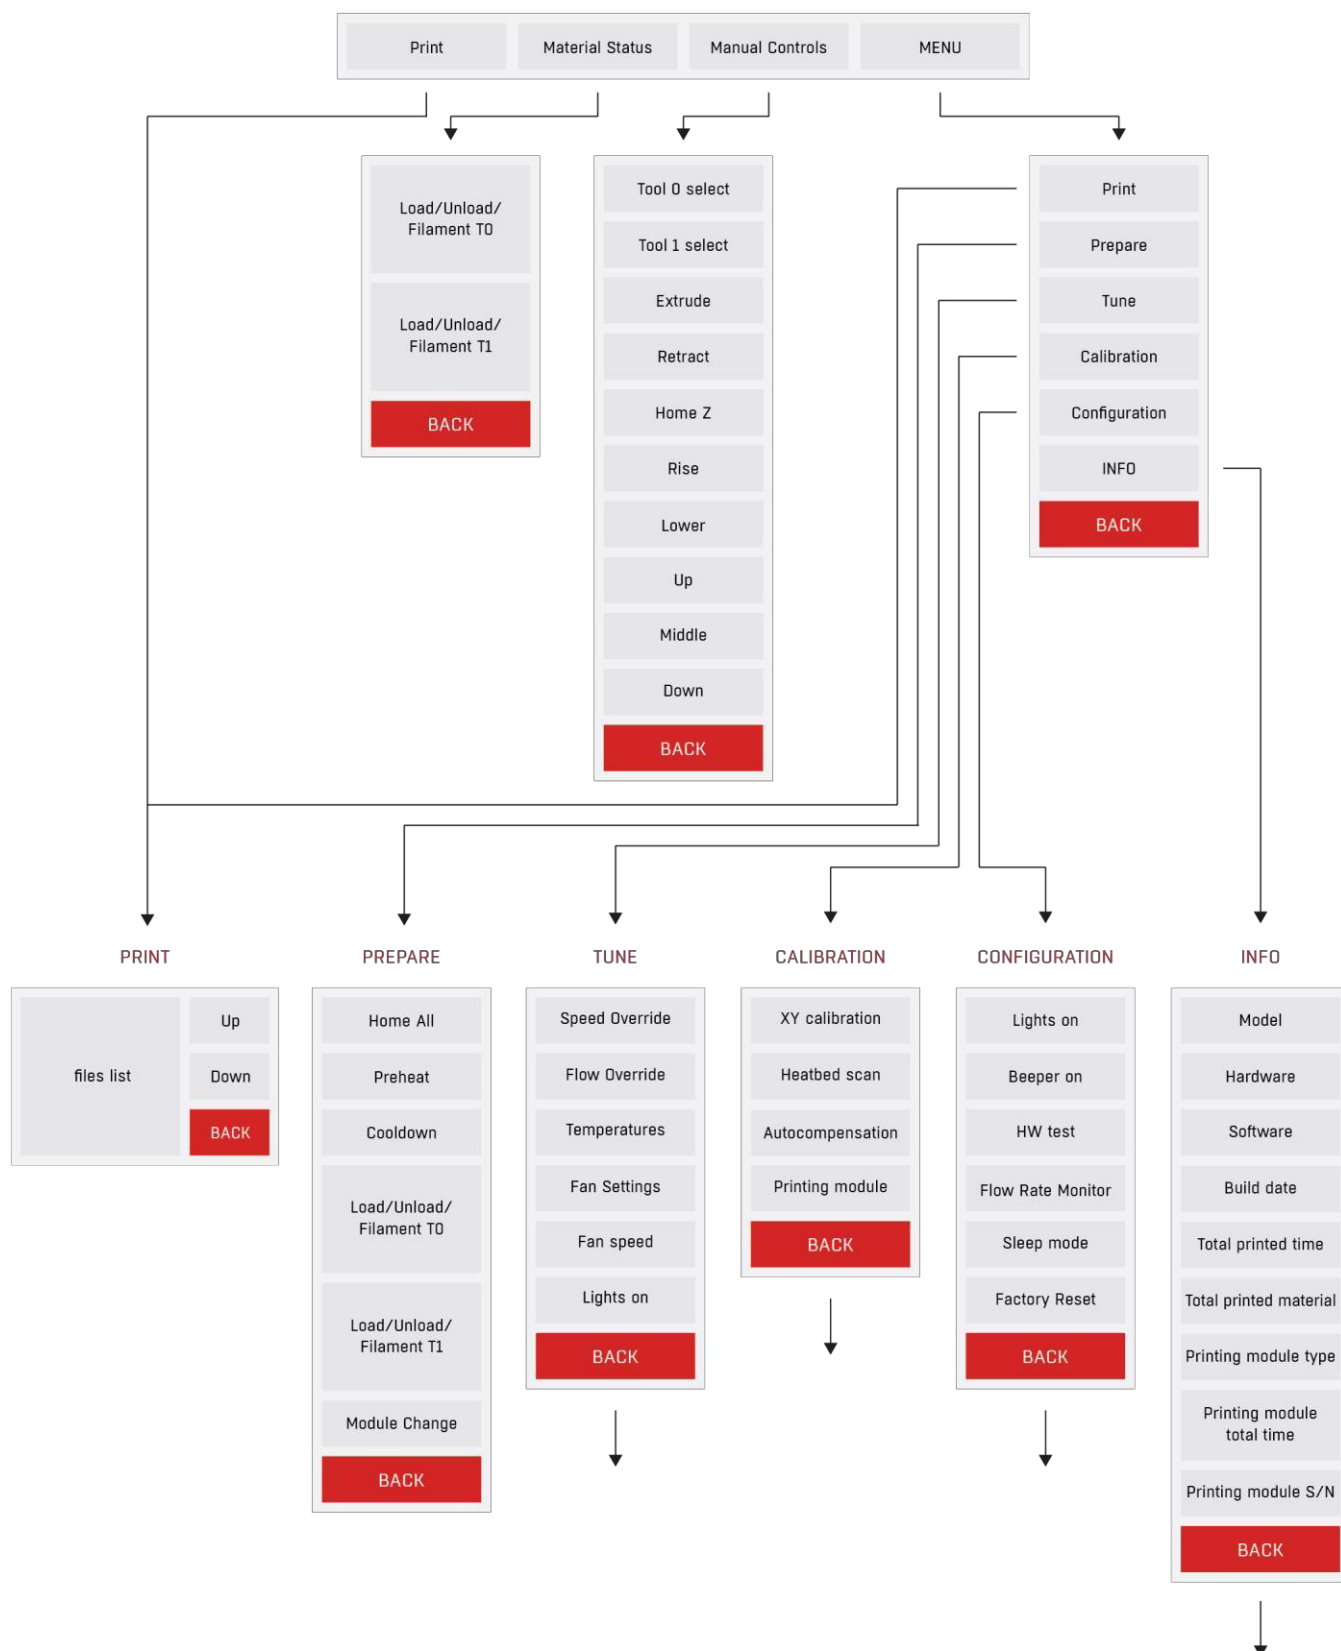 Print
Material Status
Manual Controls
MENU
Load/Unload/
Filament T0
Load/Unload/
Filament T1
BACK
Tool 0 select
Tool 1 select
Extrude
Retract
Home Z
Rise
Lower
Up
Middle
Down
BACK
Print
Prepare
Tune
Calibration
Configuration
INFO
BACK
PRINT
files list
Up
Down
BACK
PREPARE
Home All
Preheat
Cooldown
Load/Unload/
Filament T0
Load/Unload/
Filament T1
Module Change
BACK
TUNE
Speed Override
Flow Override
Temperatures
Fan Settings
Fan speed
Lights on
BACK
CALIBRATION
XY calibration
Heatbed scan
Autocompensation
Printing module
BACK
CONFIGURATION
Lights on
Beeper on
HW test
Flow Rate Monitor
Sleep mode
Factory Reset
BACK
INFO
Model
Hardware
Software
Build date
Total printed time
Total printed material
Printing module type
Printing module
total time
Printing module S/N
BACK